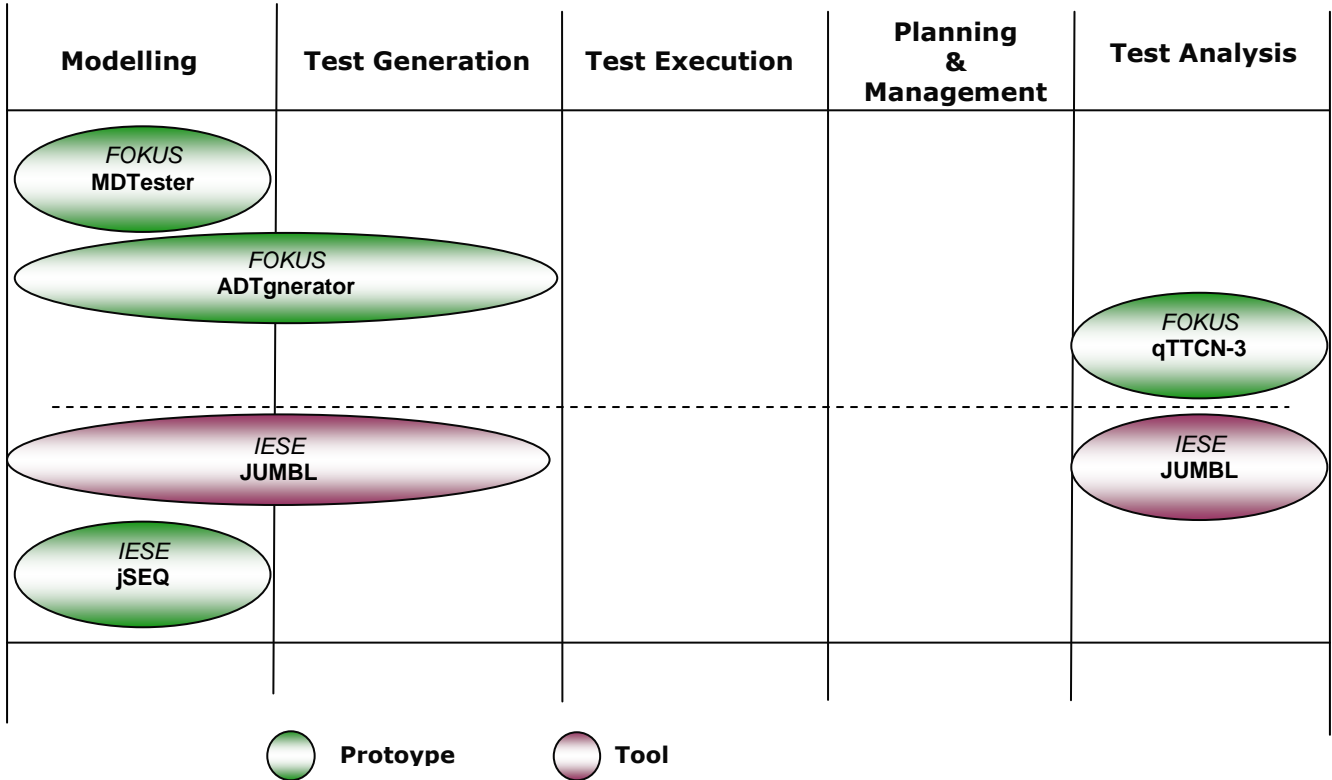 Modelling
Test Generation
Test Execution
Planning
&
Management
Test Analysis
FOKUS
MDTester
FOKUS
ADTgnerator
FOKUS
qTTCN-3
IESE
JUMBL
IESE
JUMBL
IESE
jSEQ
Protoype
Tool